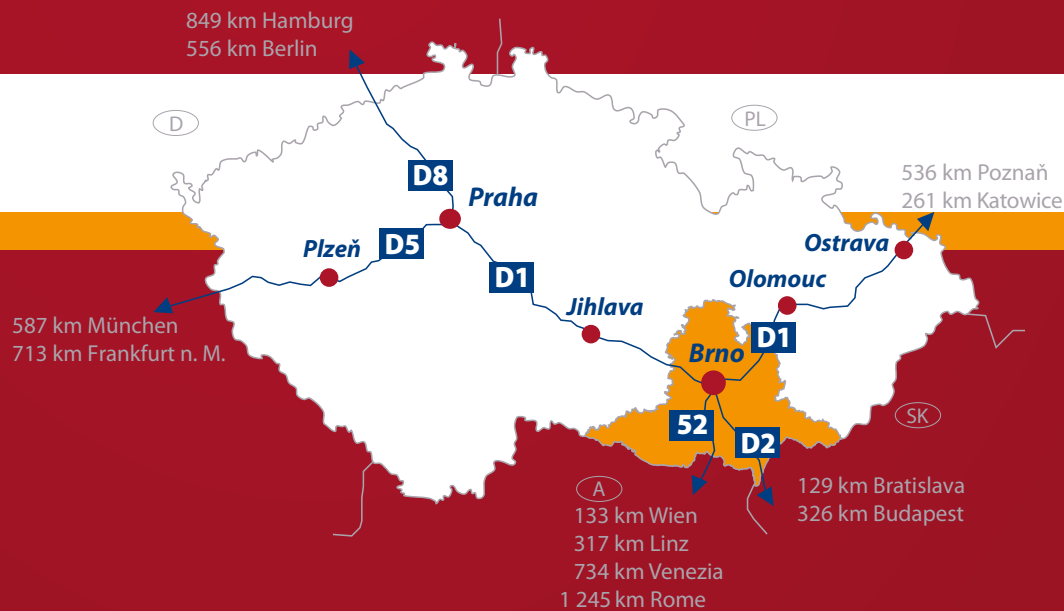 849 km Hamburg
556 km Berlin
D
PL
536 km Poznaň
261 km Katowice
D8
Praha
Plzeň
D5
Ostrava
D1
Olomouc
Jihlava
587 km München
713 km Frankfurt n. M.
D1
Brno
52
D2
SK
A
133 km Wien
317 km Linz
734 km Venezia
1 245 km Rome
129 km Bratislava
326 km Budapest